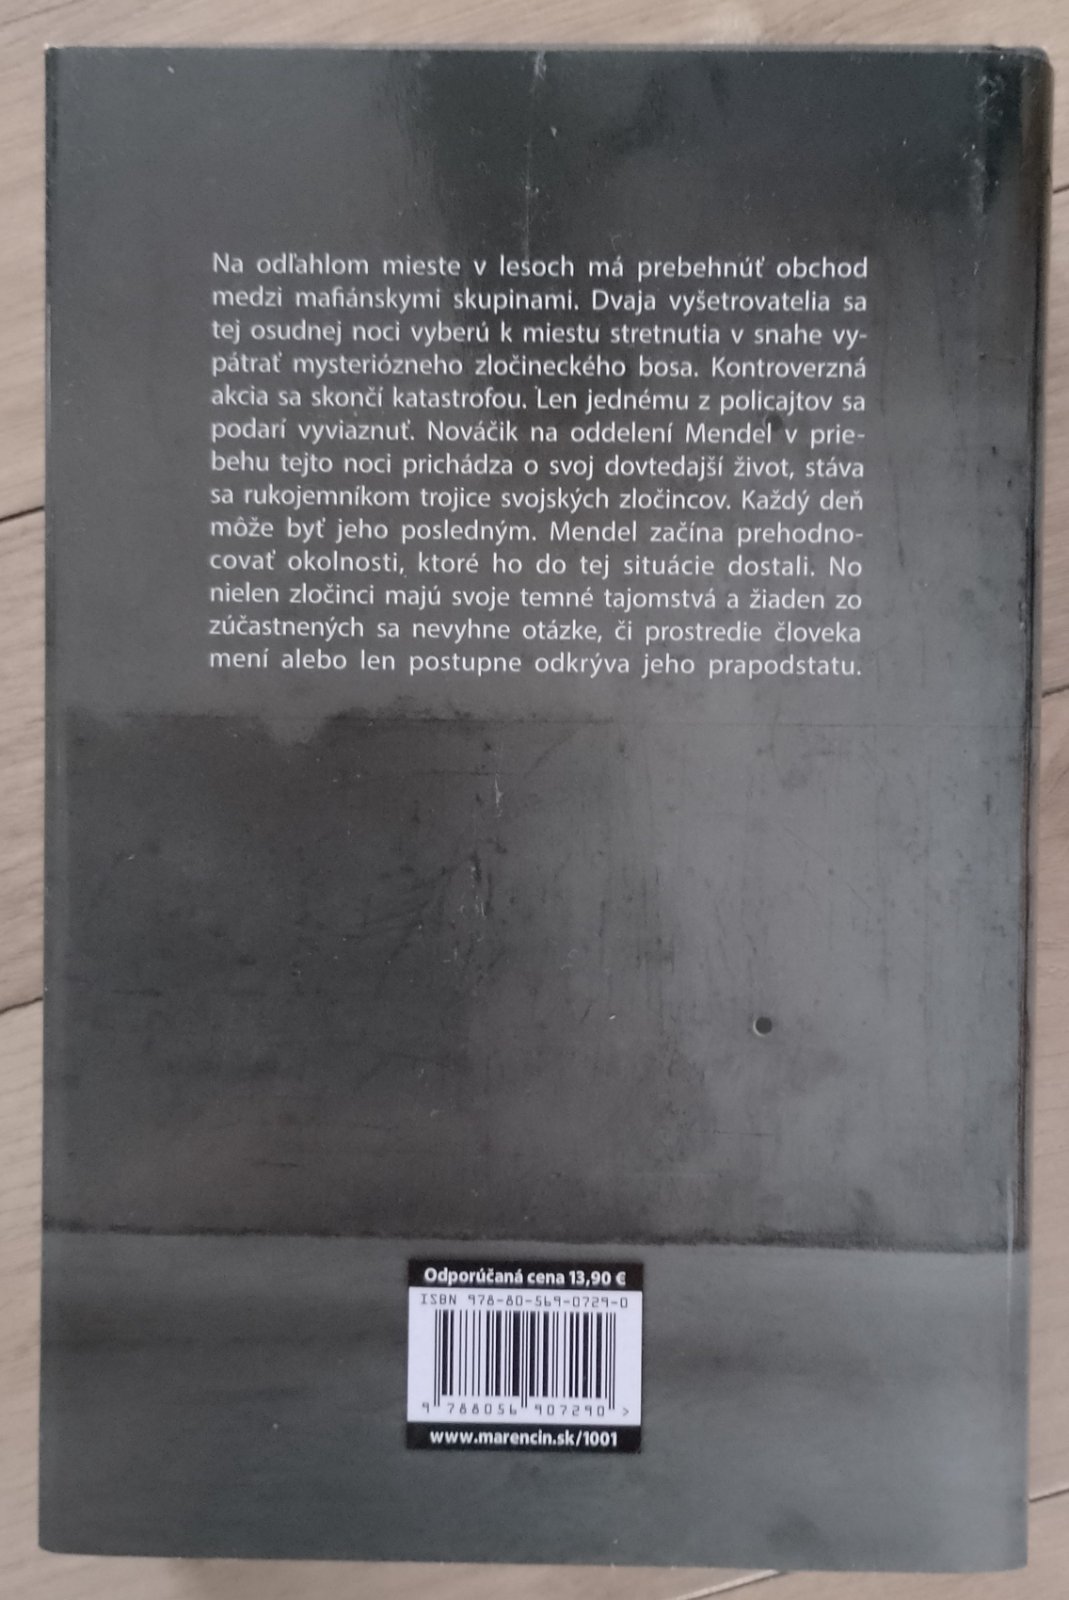 Na odľahlom mieste v lesoch má prebehnúť obchod
medzi mafiánskymi skupinami. Dvaja vyšetrovatelia sa
tej osudnej noci vyberú k miestu stretnutia v snahe vy-
pátrať mysteriózneho zločineckého bosa. Kontroverzná
akcia sa skončí katastrofou. Len jednému z policajtov sa
podarí vyviaznuť. Nováčik na oddelení Mendel v prie-
behu tejto noci prichádza o svoj dovtedajší život, stáva
sa rukojemníkom trojice svojských zločincov. Každý deň
môže byť jeho posledným. Mendel začína prehodno-
covať okolnosti, ktoré ho do tej situácie dostali. No
nielen zločinci majú svoje temné tajomstvá a žiaden zo
zúčastnených sa nevyhne otázke, či prostredie človeka
mení alebo len postupne odkrýva jeho prapodstatu.
Odporúčaná cena 13,90 €
ISBN 978-80-569-0729-0
9 788056 907290 >
www.marencin.sk/1001